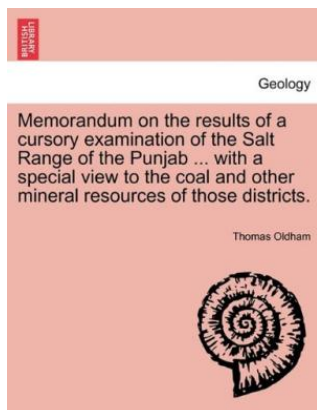 BRITISH
LIBRARY
Geology
Memorandum on the results of a
cursory examination of the Salt
Range of the Punjab ... with a
special view to the coal and other
mineral resources of those districts.
Thomas Oldham